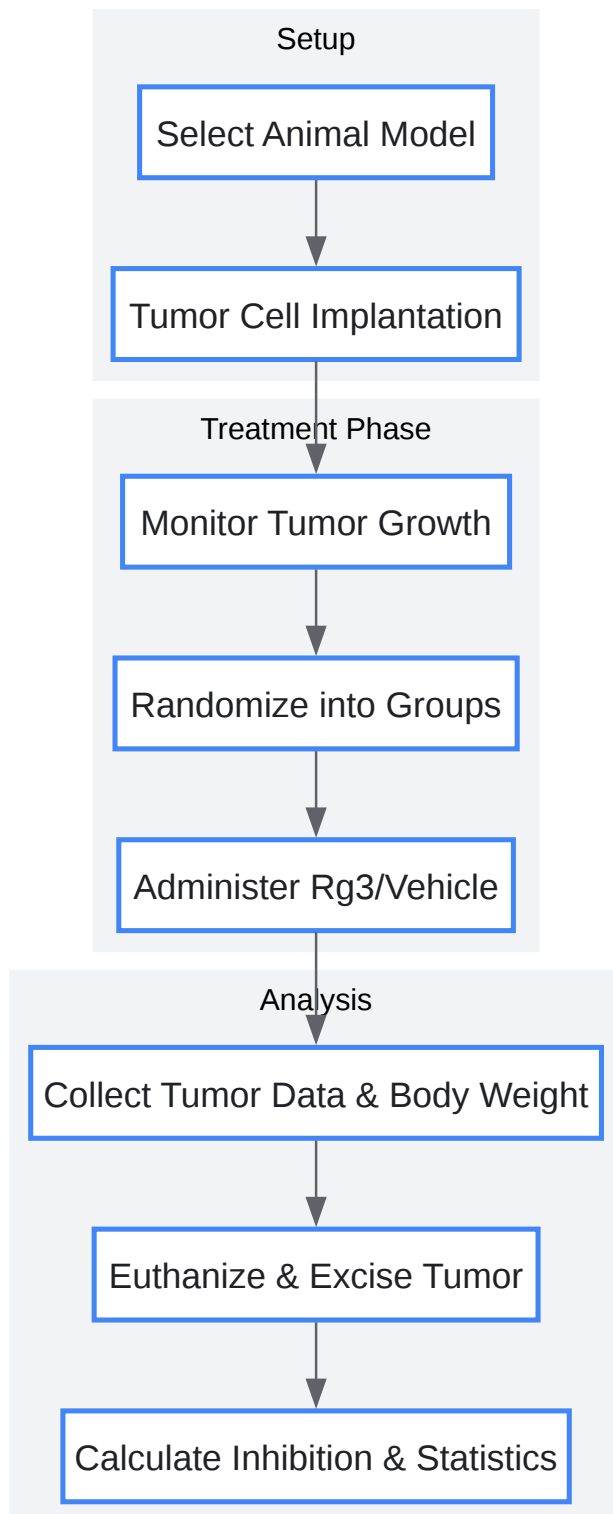 Setup
Select Animal Model
Tumor Cell Implantation
Treatment Phase
Monitor Tumor Growth
Randomize into Groups
Administer Rg3/Vehicle
Analysis
Collect Tumor Data & Body Weight
Euthanize & Excise Tumor
Calculate Inhibition & Statistics